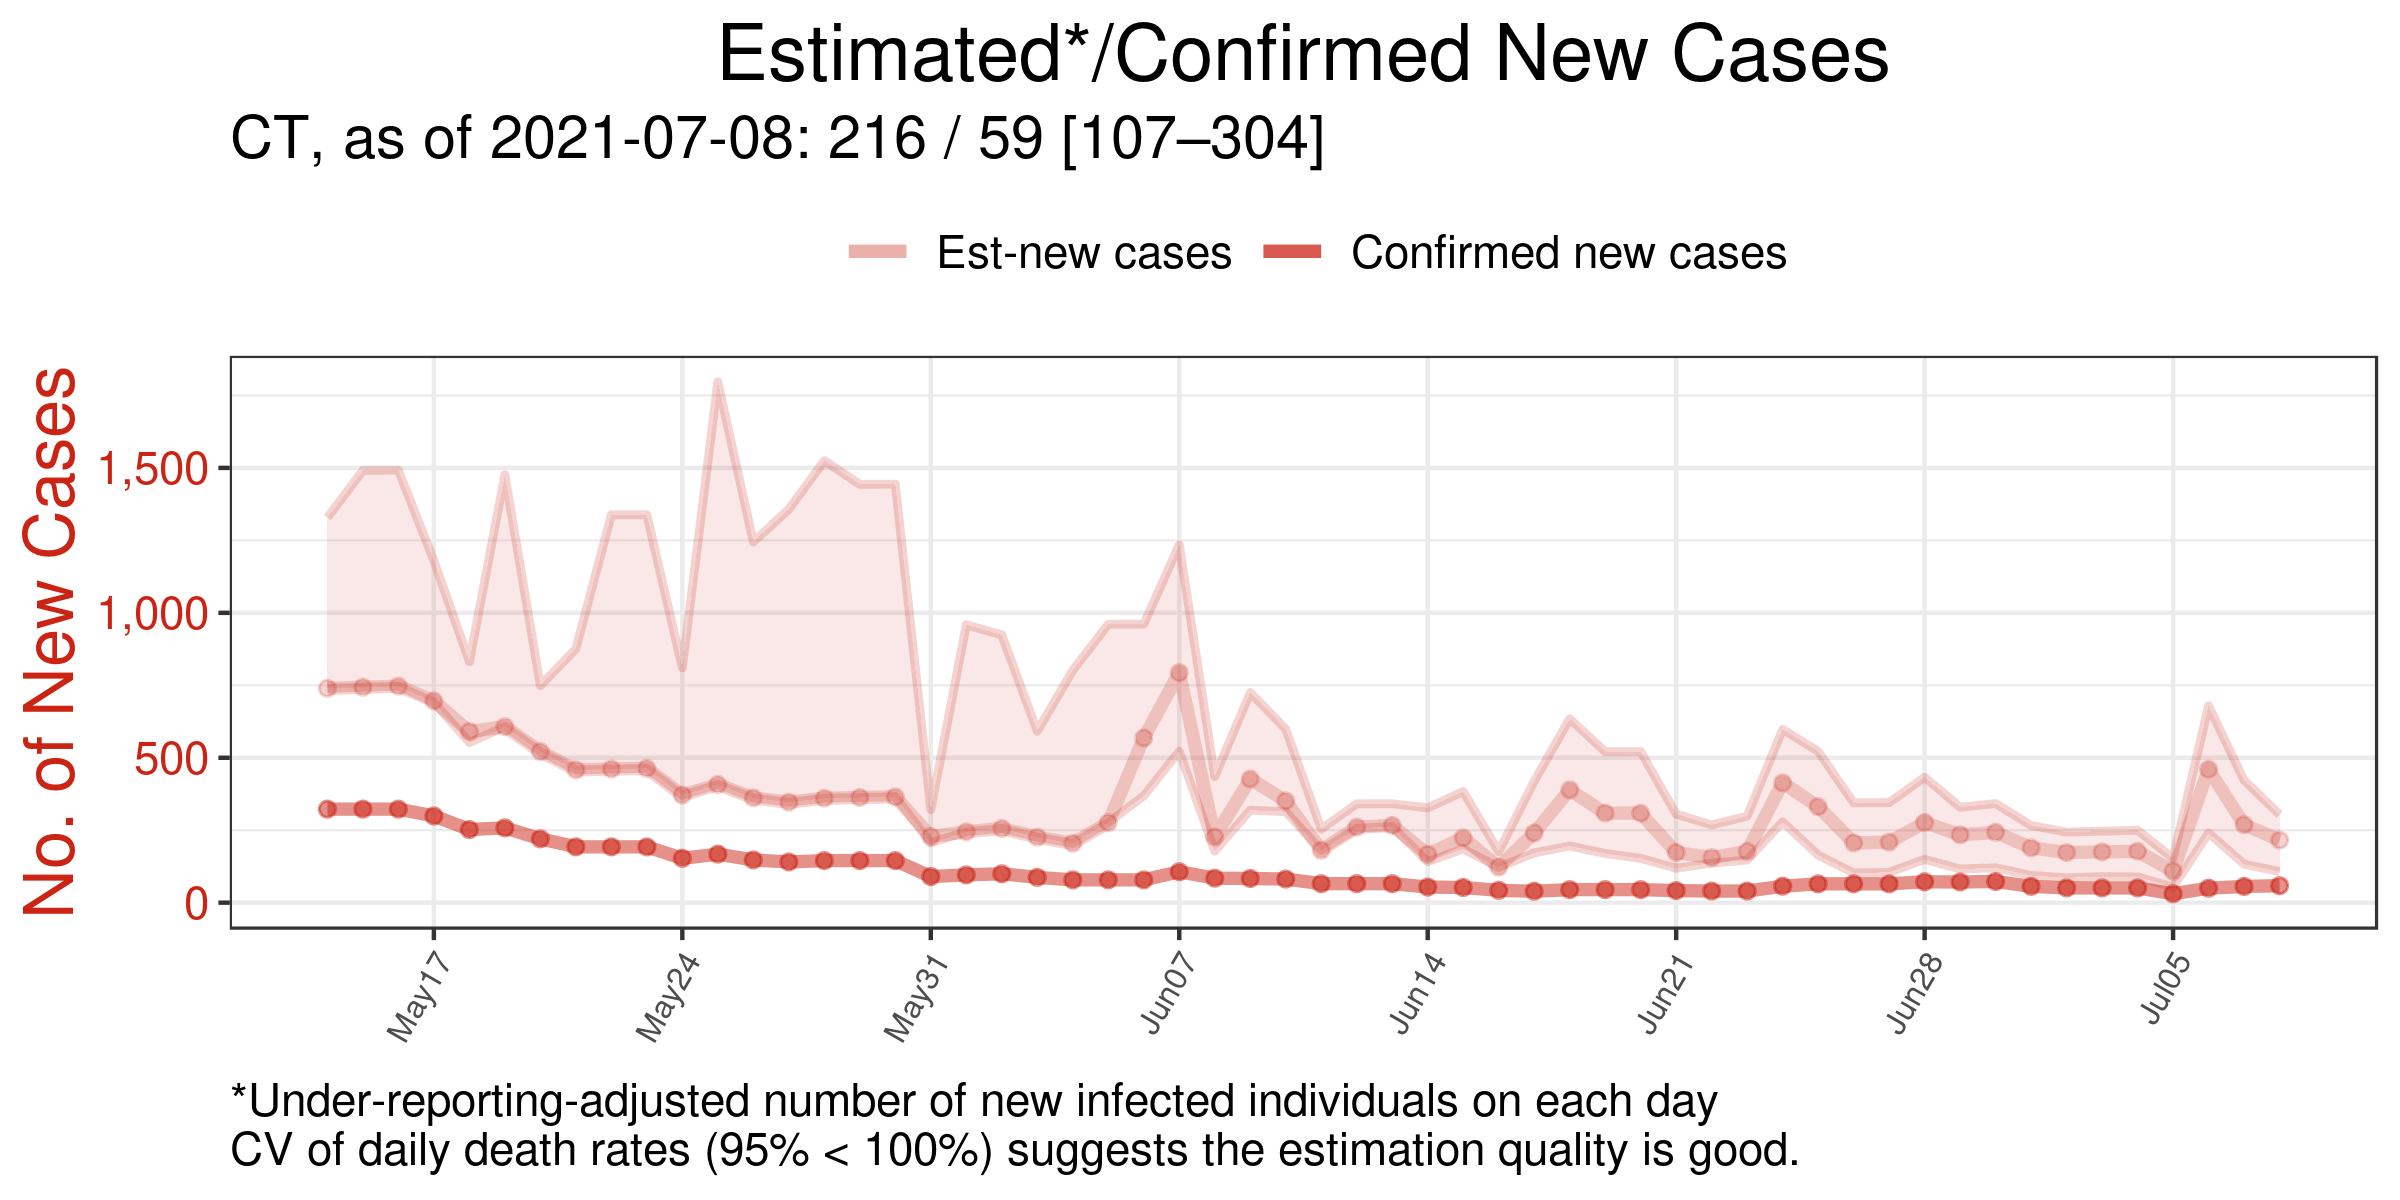 Estimated*/Confirmed New Cases
CT, as of 2021-07-08: 216 / 59 [107–304]
Est-new cases
Confirmed new cases
No. of New Cases
1,500
1,000
500
0
May17
May24
May31
Jun07
Jun14
Jun21
Jun28
Jul05
*Under-reporting-adjusted number of new infected individuals on each day
CV of daily death rates (95% < 100%) suggests the estimation quality is good.